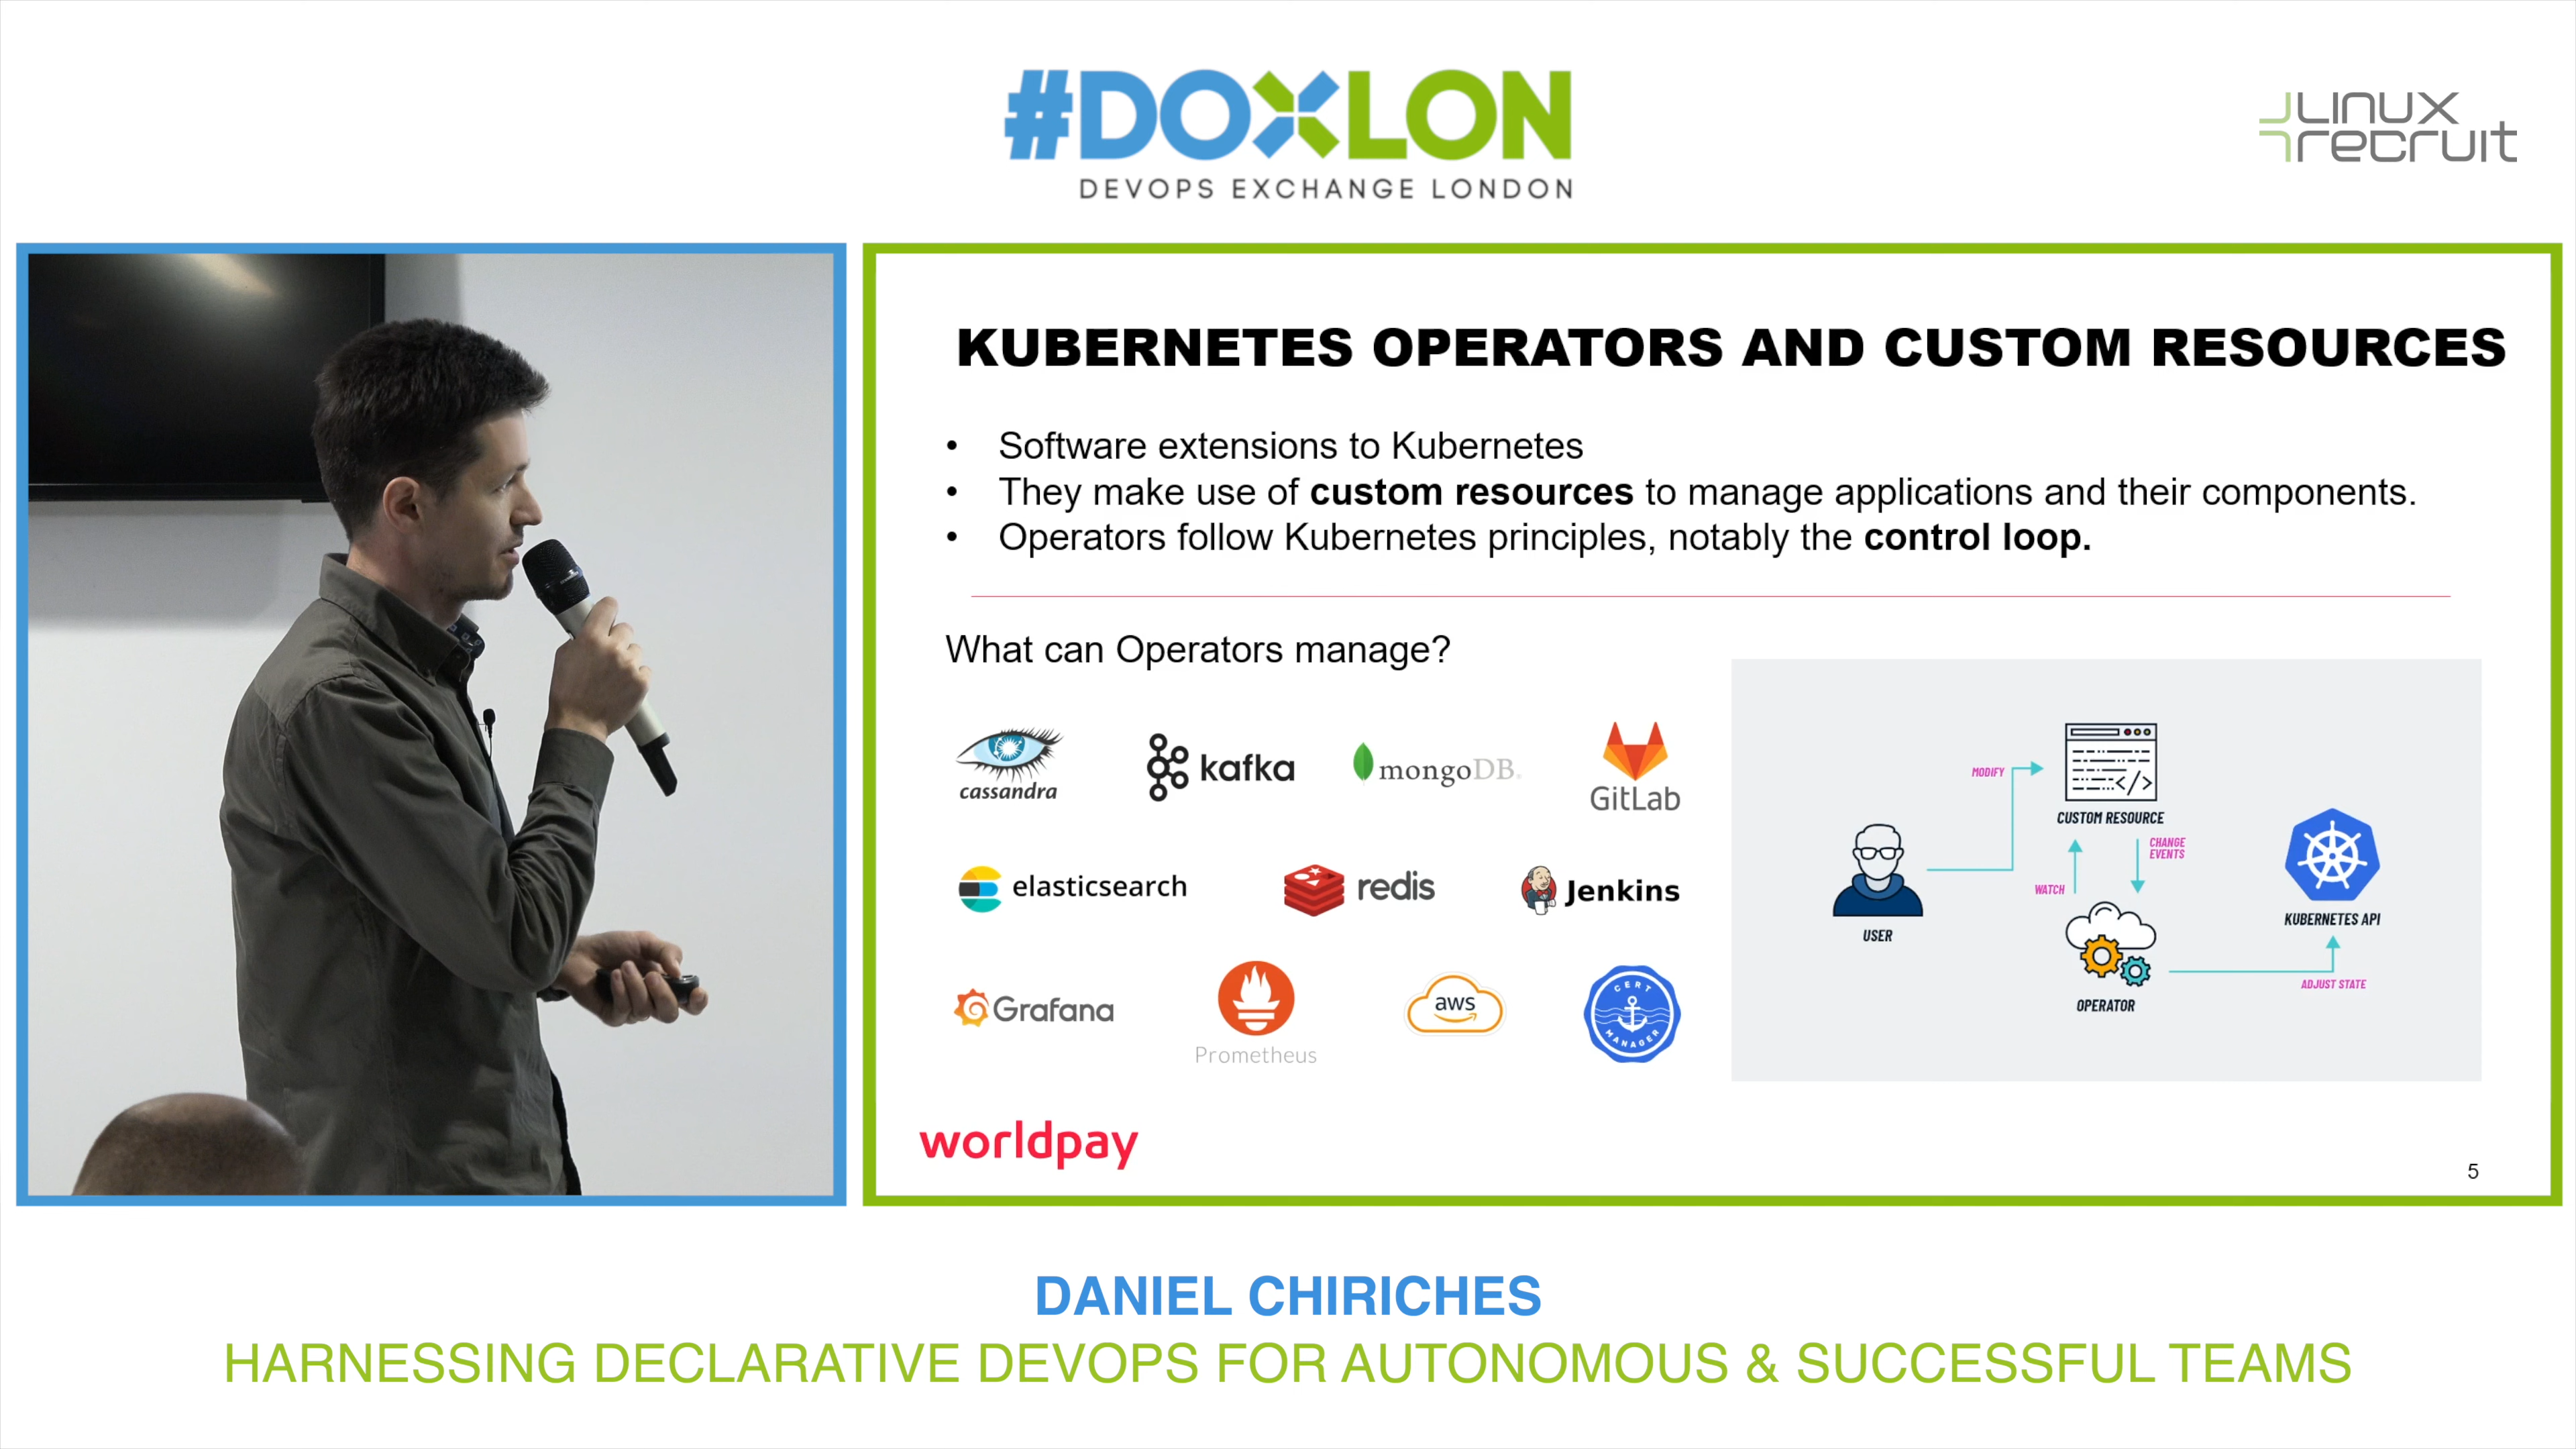 #DOXLON
DEVOPS EXCHANGE LONDON
Linux
recruit
KUBERNETES OPERATORS AND CUSTOM RESOURCES
• Software extensions to Kubernetes
• They make use of custom resources to manage applications and their components.
• Operators follow Kubernetes principles, notably the control loop.
What can Operators manage?
cassandra
kafka
mongoDB.
GitLab
elasticsearch
redis
Jenkins
Grafana
Prometheus
aws
CERT
MANAGER
MODIFY
CUSTOM RESOURCE
CHANGE
EVENTS
WATCH
USER
KUBERNETES API
ADJUST STATE
OPERATOR
worldpay
5
DANIEL CHIRICHES
HARNESSING DECLARATIVE DEVOPS FOR AUTONOMOUS & SUCCESSFUL TEAMS